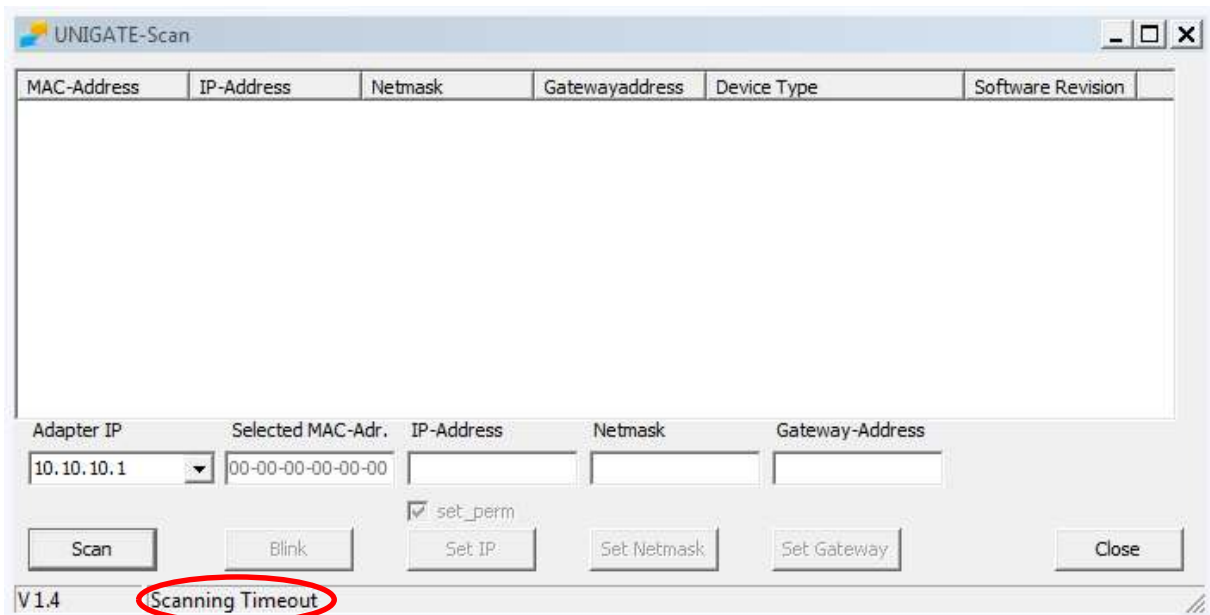 UNIGATE-Scan
MAC-Address IP-Address Netmask Gatewayaddress Device Type Software Revision
Adapter IP Selected MAC-Adr. IP-Address Netmask Gateway-Address
10.10.10.1 00-00-00-00-00-00
set_perm
Scan Blink Set IP Set Netmask Set Gateway Close
V 1.4 Scanning Timeout